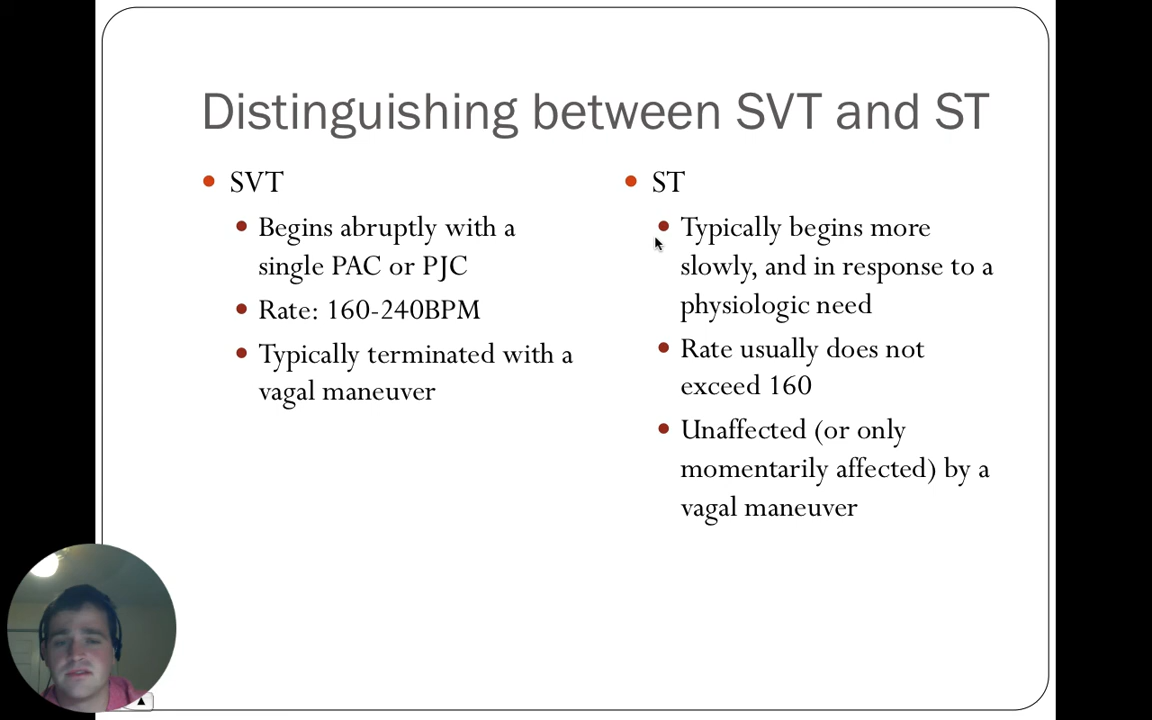 Distinguishing between SVT and ST
SVT
Begins abruptly with a
single PAC or PJC
Rate: 160-240BPM
Typically terminated with a
vagal maneuver
ST
Typically begins more
slowly, and in response to a
physiologic need
Rate usually does not
exceed 160
Unaffected (or only
momentarily affected) by a
vagal maneuver